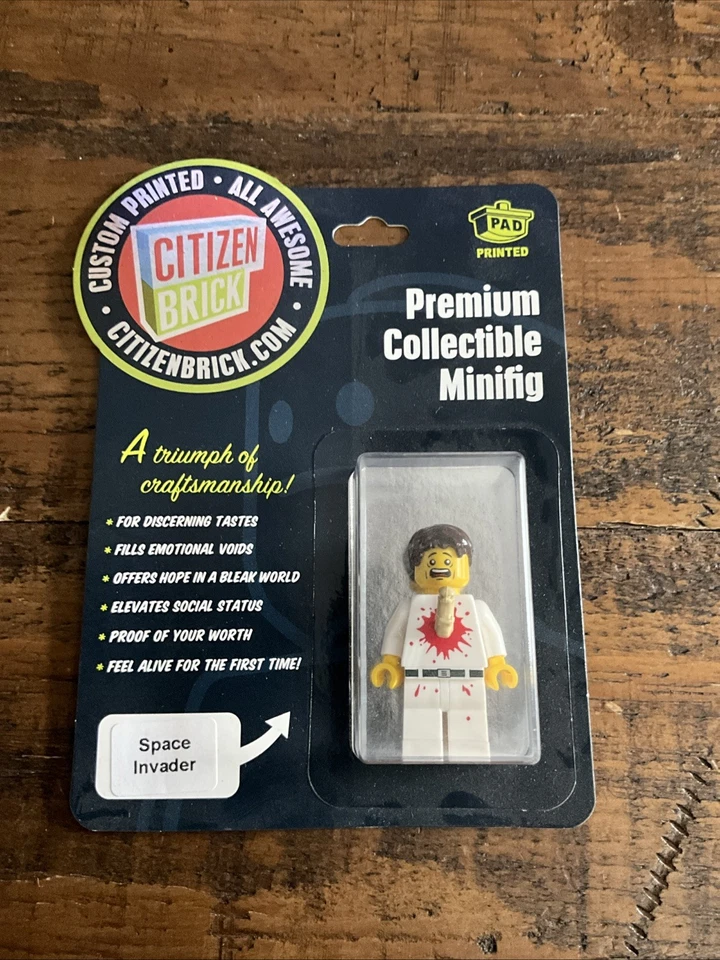 CUSTOM PRINTED • ALL AWESOME
• CITIZENBRICK.COM •
CITIZEN
BRICK
PAD
PRINTED
Premium
Collectible
Minifig
A triumph of
craftsmanship!
* FOR DISCERNING TASTES
* FILLS EMOTIONAL VOIDS
* OFFERS HOPE IN A BLEAK WORLD
* ELEVATES SOCIAL STATUS
* PROOF OF YOUR WORTH
* FEEL ALIVE FOR THE FIRST TIME!
Space
Invader